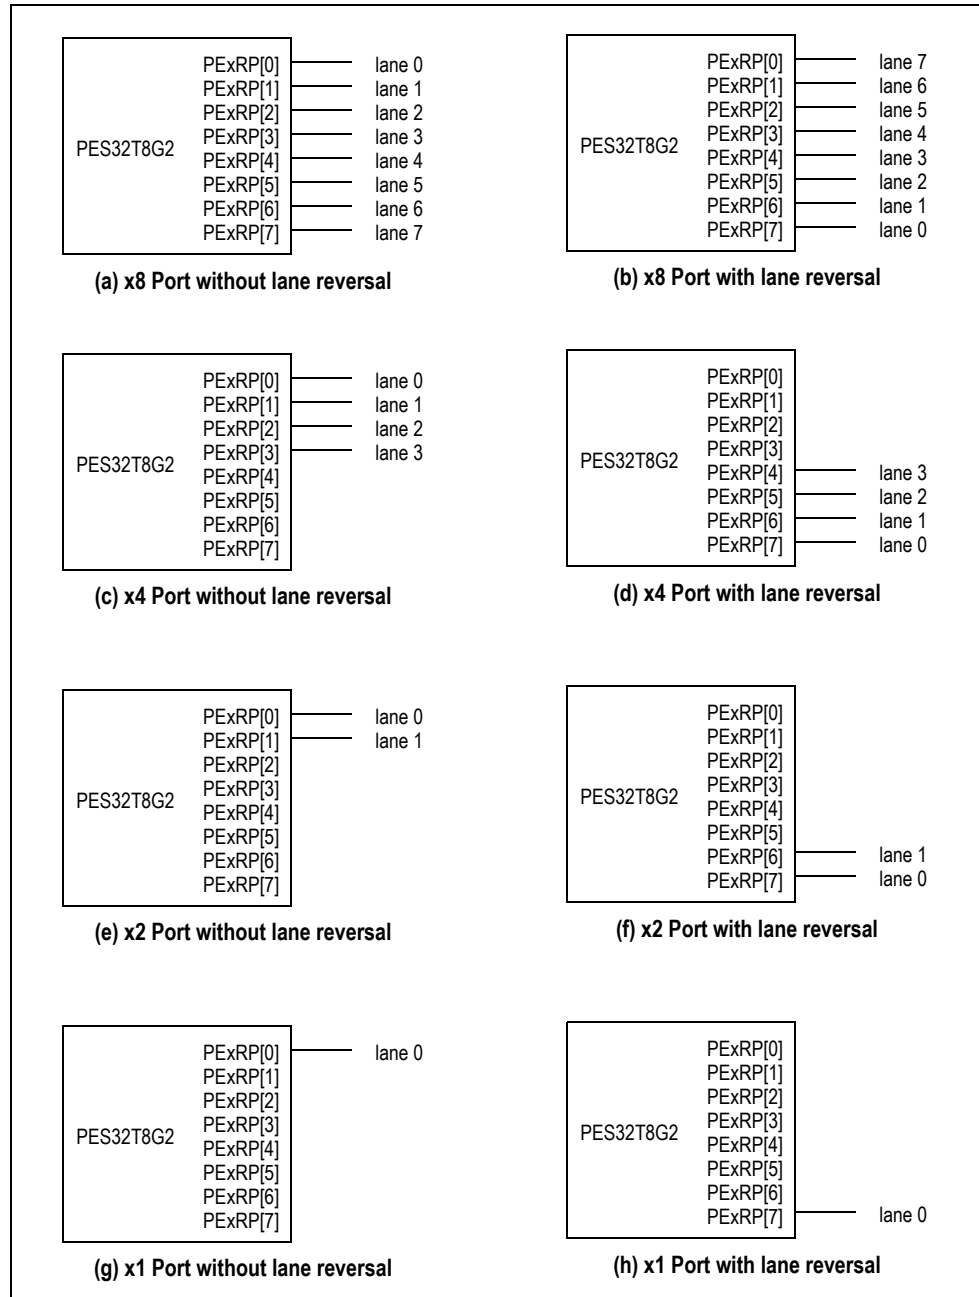 PES32T8G2
PExRP[0] lane 0
PExRP[1] lane 1
PExRP[2] lane 2
PExRP[3] lane 3
PExRP[4] lane 4
PExRP[5] lane 5
PExRP[6] lane 6
PExRP[7] lane 7
(a) x8 Port without lane reversal
PES32T8G2
PExRP[0] lane 7
PExRP[1] lane 6
PExRP[2] lane 5
PExRP[3] lane 4
PExRP[4] lane 3
PExRP[5] lane 2
PExRP[6] lane 1
PExRP[7] lane 0
(b) x8 Port with lane reversal
PES32T8G2
PExRP[0] lane 0
PExRP[1] lane 1
PExRP[2] lane 2
PExRP[3] lane 3
PExRP[4]
PExRP[5]
PExRP[6]
PExRP[7]
(c) x4 Port without lane reversal
PES32T8G2
PExRP[0]
PExRP[1]
PExRP[2]
PExRP[3]
PExRP[4] lane 3
PExRP[5] lane 2
PExRP[6] lane 1
PExRP[7] lane 0
(d) x4 Port with lane reversal
PES32T8G2
PExRP[0] lane 0
PExRP[1] lane 1
PExRP[2]
PExRP[3]
PExRP[4]
PExRP[5]
PExRP[6]
PExRP[7]
(e) x2 Port without lane reversal
PES32T8G2
PExRP[0]
PExRP[1]
PExRP[2]
PExRP[3]
PExRP[4]
PExRP[5]
PExRP[6] lane 1
PExRP[7] lane 0
(f) x2 Port with lane reversal
PES32T8G2
PExRP[0] lane 0
PExRP[1]
PExRP[2]
PExRP[3]
PExRP[4]
PExRP[5]
PExRP[6]
PExRP[7]
(g) x1 Port without lane reversal
PES32T8G2
PExRP[0]
PExRP[1]
PExRP[2]
PExRP[3]
PExRP[4]
PExRP[5]
PExRP[6]
PExRP[7] lane 0
(h) x1 Port with lane reversal